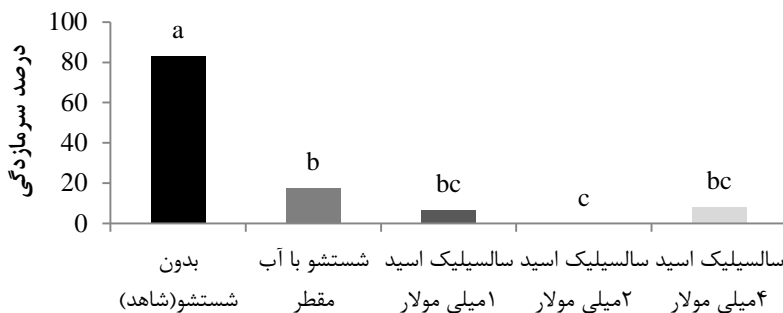 درصد سرمازدگی
100
80
60
40
20
0
a
b
bc
c
bc
بدون
شستشو(شاهد)
شستشو با آب
مقطر
سالسیلیک اسید
۱میلی مولار
سالسیلیک اسید
۲میلی مولار
سالسیلیک اسید
۴میلی مولار